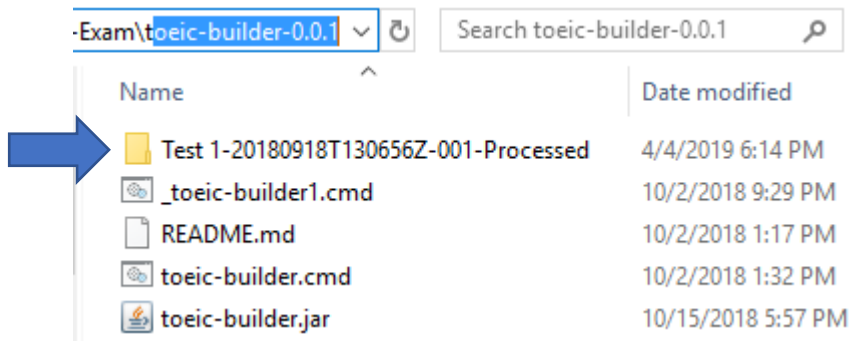 -Exam\toeic-builder-0.0.1 Search toeic-builder-0.0.1
Name Date modified
Test 1-20180918T130656Z-001-Processed 4/4/2019 6:14 PM
_toeic-builder1.cmd 10/2/2018 9:29 PM
README.md 10/2/2018 1:17 PM
toeic-builder.cmd 10/2/2018 1:32 PM
toeic-builder.jar 10/15/2018 5:57 PM